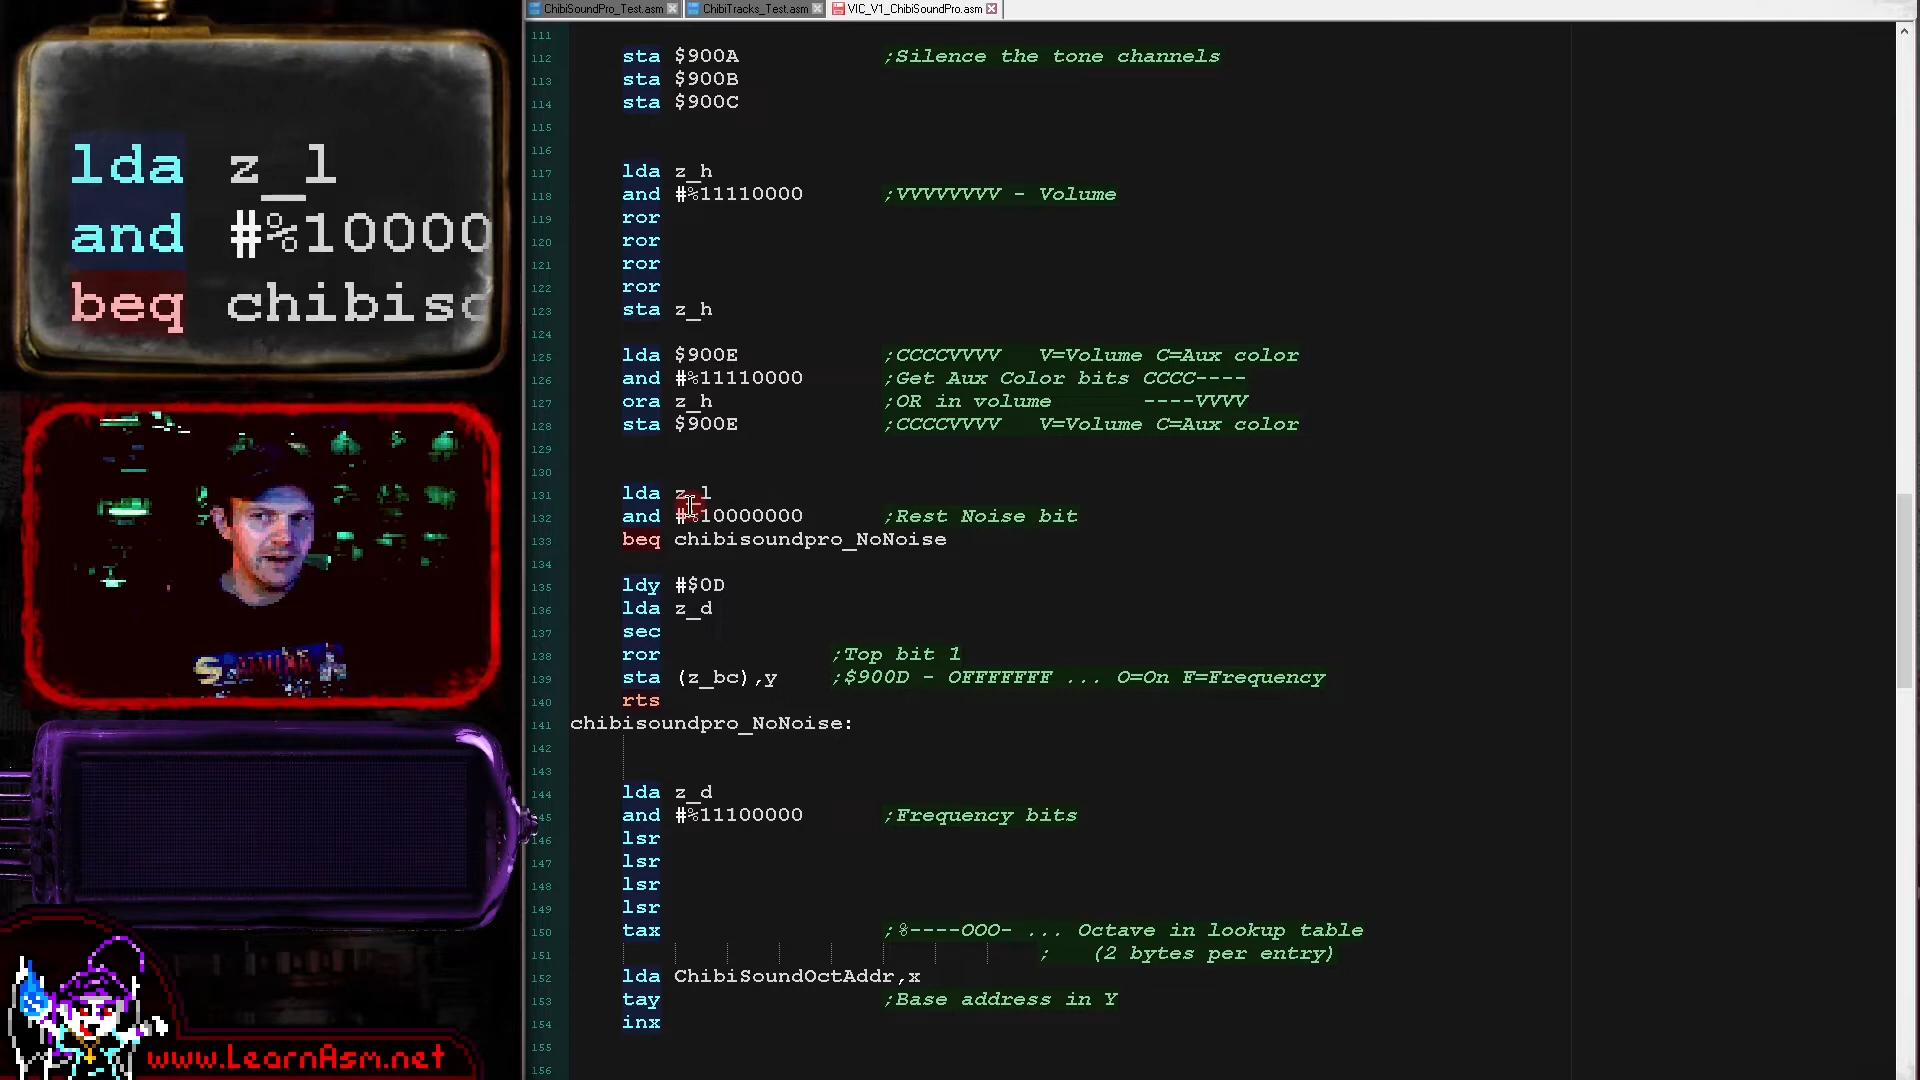 ChibiSoundPro_Test.asm ChibiTracks_Test.asm VIC_V1_ChibiSoundPro.asm
lda z_l
and #%10000
beq chibisc
111
112 sta $900A ;Silence the tone channels
113 sta $900B
114 sta $900C
115
116
117 lda z_h
118 and #%11110000 ;VVVVVVVV - Volume
119 ror
120 ror
121 ror
122 ror
123 sta z_h
124
125 lda $900E ;CCCCVVVV V=Volume C=Aux color
126 and #%11110000 ;Get Aux Color bits CCCC----
127 ora z_h ;OR in volume ----VVVV
128 sta $900E ;CCCCVVVV V=Volume C=Aux color
129
130
131 lda z_l
132 and #%10000000 ;Rest Noise bit
133 beq chibisoundpro_NoNoise
134
135 ldy #$0D
136 lda z_d
137 sec
138 ror ;Top bit 1
139 sta (z_bc),y ;$900D - OFFFFFFF ... O=On F=Frequency
140 rts
141 chibisoundpro_NoNoise:
142
143
144 lda z_d
145 and #%11100000 ;Frequency bits
146 lsr
147 lsr
148 lsr
149 lsr
150 tax ;%----OOO- ... Octave in lookup table
151 ; (2 bytes per entry)
152 lda ChibiSoundOctAddr,x
153 tay ;Base address in Y
154 inx
155
156
www.LearnAsm.net